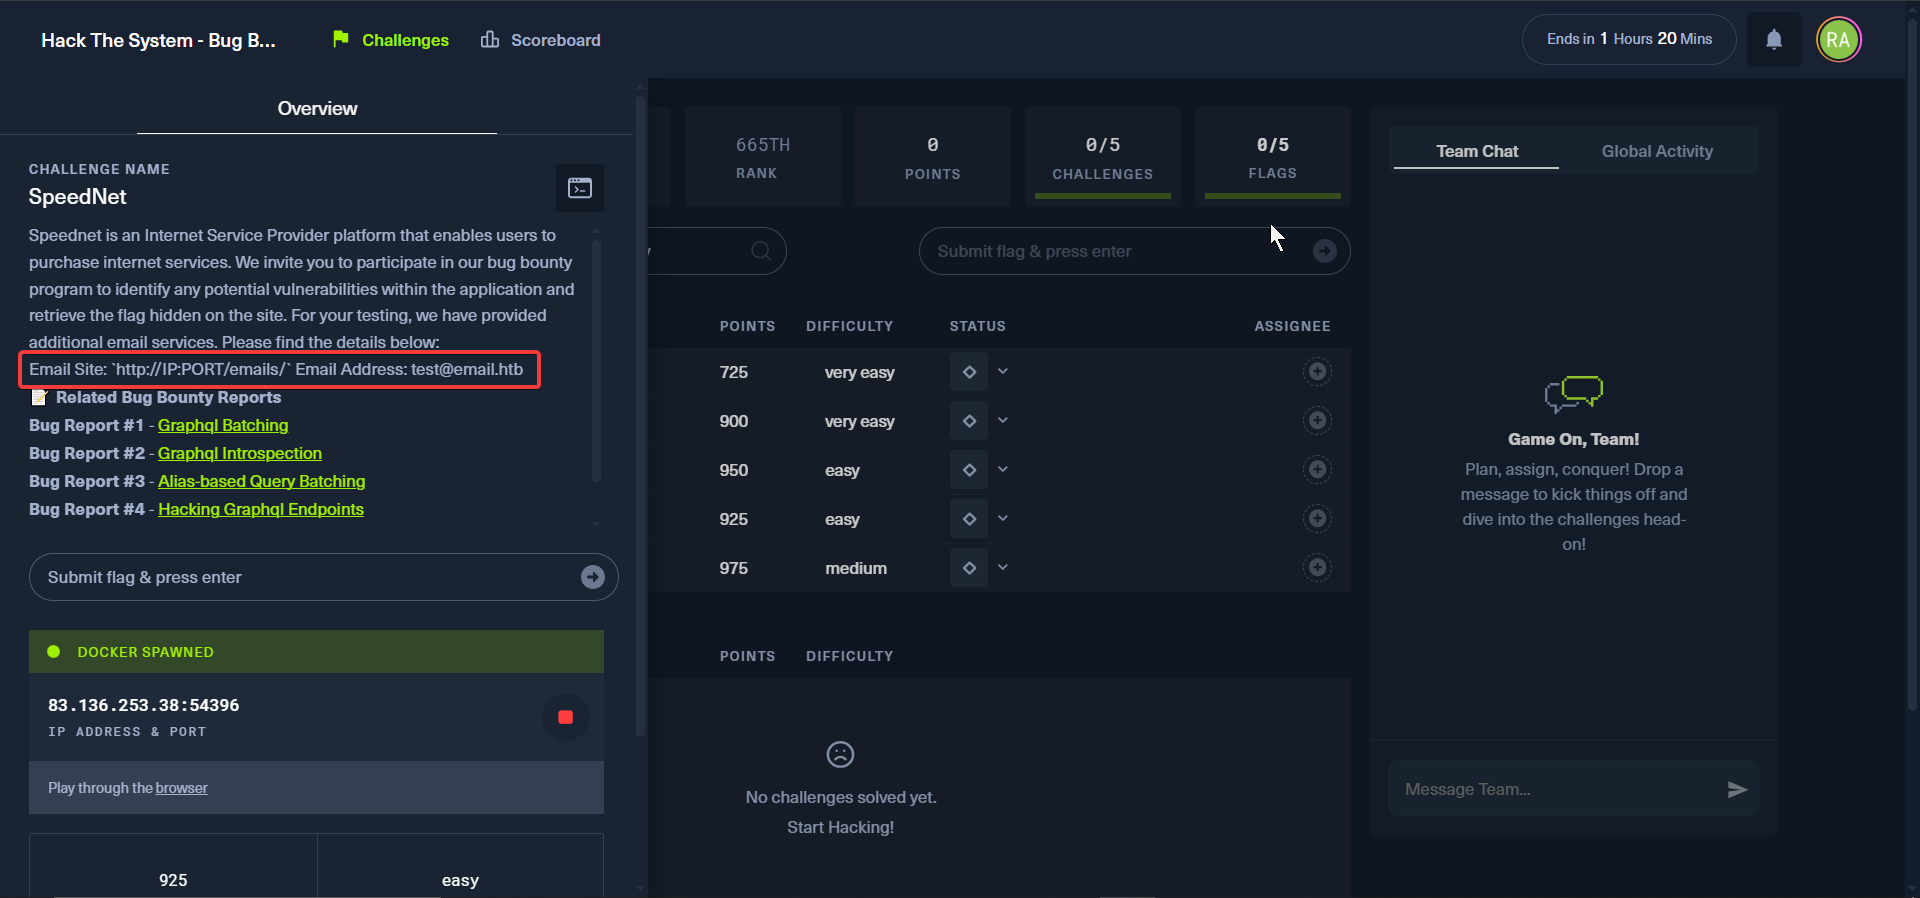 Hack The System - Bug B...
Challenges
Scoreboard
Ends in 1 Hours 20 Mins
RA
Overview
CHALLENGE NAME
SpeedNet
Speednet is an Internet Service Provider platform that enables users to
purchase internet services. We invite you to participate in our bug bounty
program to identify any potential vulnerabilities within the application and
retrieve the flag hidden on the site. For your testing, we have provided
additional email services. Please find the details below:
Email Site: `http://IP:PORT/emails/` Email Address: test@email.htb
📝 Related Bug Bounty Reports
Bug Report #1 - Graphql Batching
Bug Report #2 - Graphql Introspection
Bug Report #3 - Alias-based Query Batching
Bug Report #4 - Hacking Graphql Endpoints
Submit flag & press enter
DOCKER SPAWNED
83.136.253.38:54396
IP ADDRESS & PORT
Play through the browser
925
easy
665TH
RANK
0
POINTS
0/5
CHALLENGES
0/5
FLAGS
y
Submit flag & press enter
POINTS DIFFICULTY STATUS ASSIGNEE
725 very easy
900 very easy
950 easy
925 easy
975 medium
POINTS DIFFICULTY
No challenges solved yet.
Start Hacking!
Team Chat
Global Activity
Game On, Team!
Plan, assign, conquer! Drop a
message to kick things off and
dive into the challenges head-
on!
Message Team...